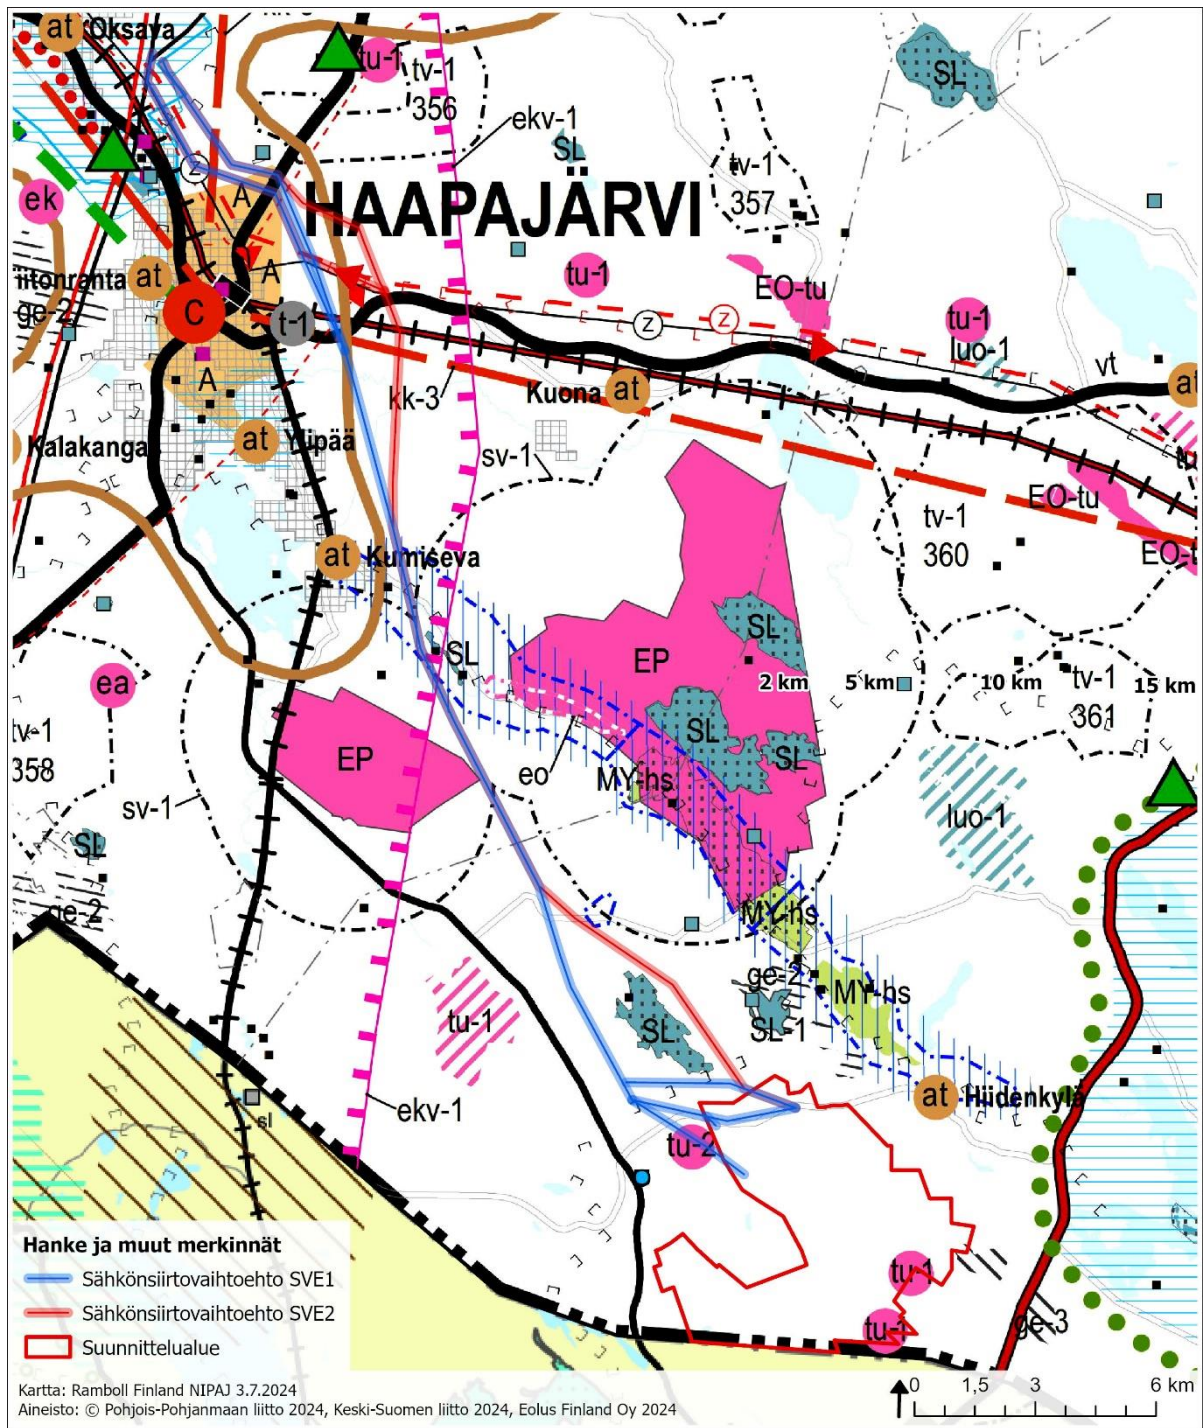 at Oksava
tu-1
tv-1
356
ekv-1
SL
SL
tv-1
357
z
A
HAAPAJÄRVI
ek
A
tu-1
EO-tu
iitonranta
at
ge-2
C
t-1
z
z
tu-1
luo-1
vt
A
kk-3
Kuona at
at
Kalakanga
at Ylipää
sv-1
EO-tu
tv-1
360
EO-t
at Kumiseva
SL
EP
SL
2 km
5 km
10 km
tv-1
361
15 km
ea
tv-1
358
EP
sv-1
eo
SL
SL
MY-hs
luo-1
SL
ge-2
MY-hs
ge-2
MY-hs
SL
SL-1
tu-1
ekv-1
at Hiidenkylä
sl
tu-2
tu-1
tu-1
ge-3
Hanke ja muut merkinnät
Sähkönsiirtovaihtoehto SVE1
Sähkönsiirtovaihtoehto SVE2
Suunnittelualue
Kartta: Ramboll Finland NIPAJ 3.7.2024
Aineisto: © Pohjois-Pohjanmaan liitto 2024, Keski-Suomen liitto 2024, Eolus Finland Oy 2024
0 1,5 3 6 km